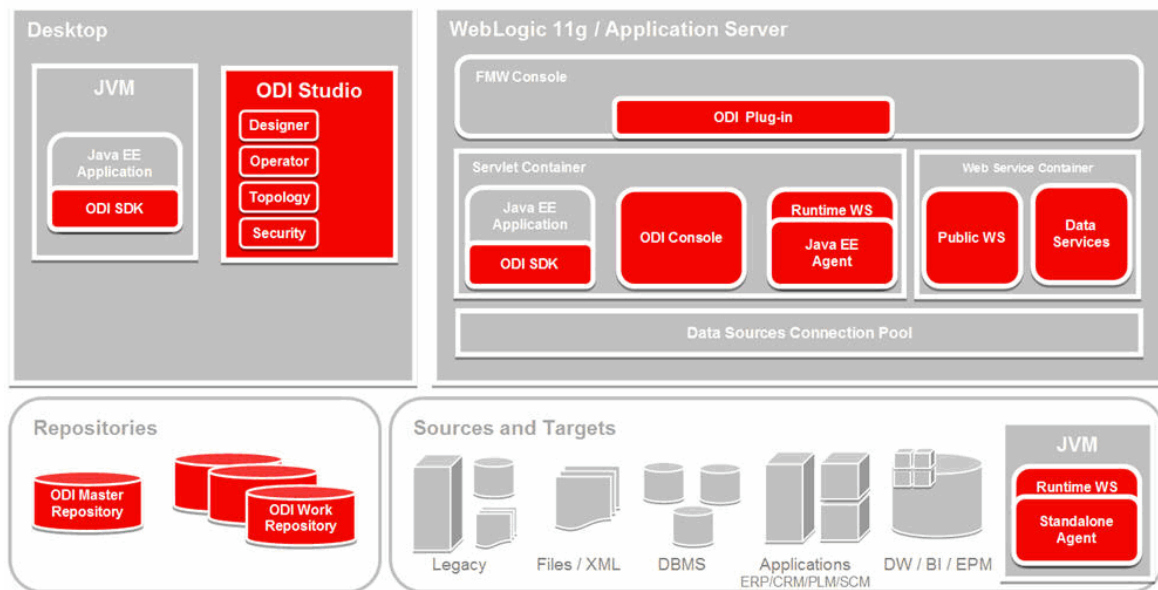 Desktop
JVM
Java EE
Application
ODI SDK
ODI Studio
Designer
Operator
Topology
Security
WebLogic 11g / Application Server
FMW Console
ODI Plug-in
Servlet Container
Java EE
Application
ODI SDK
ODI Console
Runtime WS
Java EE
Agent
Web Service Container
Public WS
Data
Services
Data Sources Connection Pool
Repositories
ODI Master
Repository
ODI Work
Repository
Sources and Targets
Legacy
Files / XML
DBMS
Applications
ERP/CRM/PLM/SCM
DW / BI / EPM
JVM
Runtime WS
Standalone
Agent